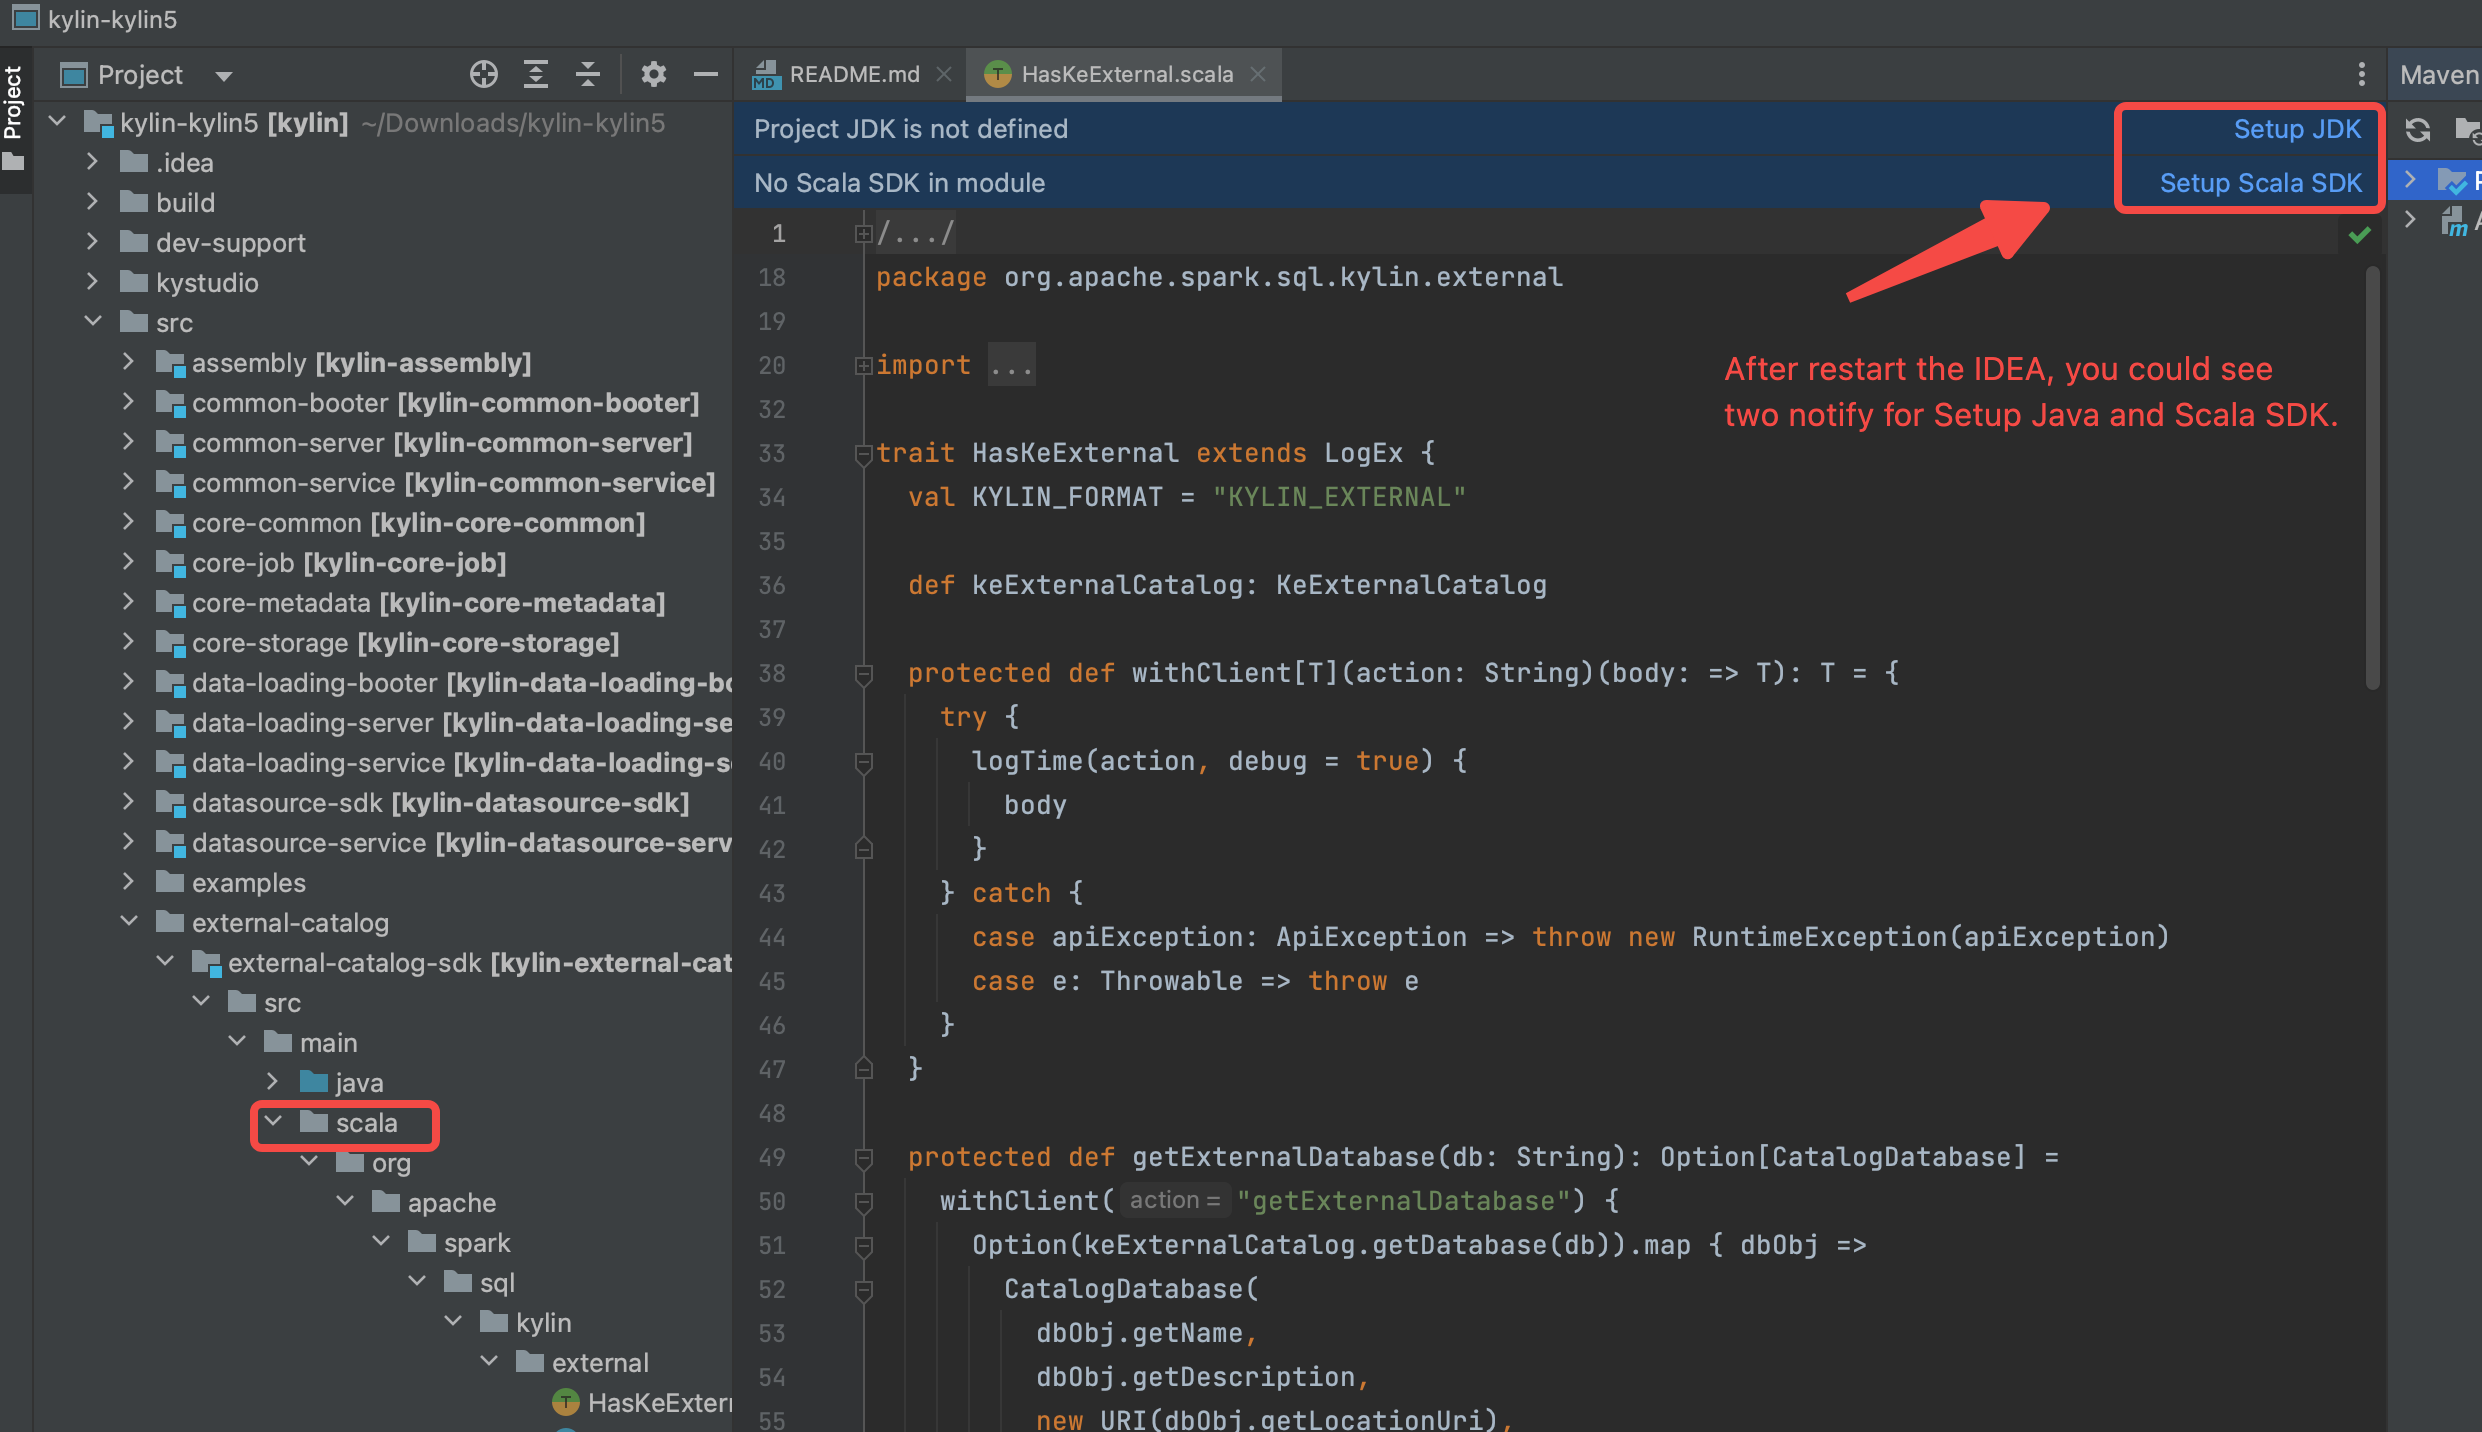 kylin-kylin5
Project
Project
kylin-kylin5 [kylin] ~/Downloads/kylin-kylin5
.idea
build
dev-support
kystudio
src
assembly [kylin-assembly]
common-booter [kylin-common-booter]
common-server [kylin-common-server]
common-service [kylin-common-service]
core-common [kylin-core-common]
core-job [kylin-core-job]
core-metadata [kylin-core-metadata]
core-storage [kylin-core-storage]
data-loading-booter [kylin-data-loading-bo
data-loading-server [kylin-data-loading-se
data-loading-service [kylin-data-loading-s
datasource-sdk [kylin-datasource-sdk]
datasource-service [kylin-datasource-serv
examples
external-catalog
external-catalog-sdk [kylin-external-cat
src
main
java
scala
org
apache
spark
sql
kylin
external
HasKeExter
README.md
HasKeExternal.scala
Project JDK is not defined
Setup JDK
No Scala SDK in module
Setup Scala SDK
After restart the IDEA, you could see
two notify for Setup Java and Scala SDK.
1 /.../
18 package org.apache.spark.sql.kylin.external
19
20 import ...
32
33 trait HasKeExternal extends LogEx {
34 val KYLIN_FORMAT = "KYLIN_EXTERNAL"
35
36 def keExternalCatalog: KeExternalCatalog
37
38 protected def withClient[T](action: String)(body: => T): T = {
39 try {
40 logTime(action, debug = true) {
41 body
42 }
43 } catch {
44 case apiException: ApiException => throw new RuntimeException(apiException)
45 case e: Throwable => throw e
46 }
47 }
48
49 protected def getExternalDatabase(db: String): Option[CatalogDatabase] =
50 withClient( action = "getExternalDatabase") {
51 Option(keExternalCatalog.getDatabase(db)).map { dbObj =>
52 CatalogDatabase(
53 dbObj.getName,
54 dbObj.getDescription,
55 new URI(dbObj.getLocationUri),
Maven